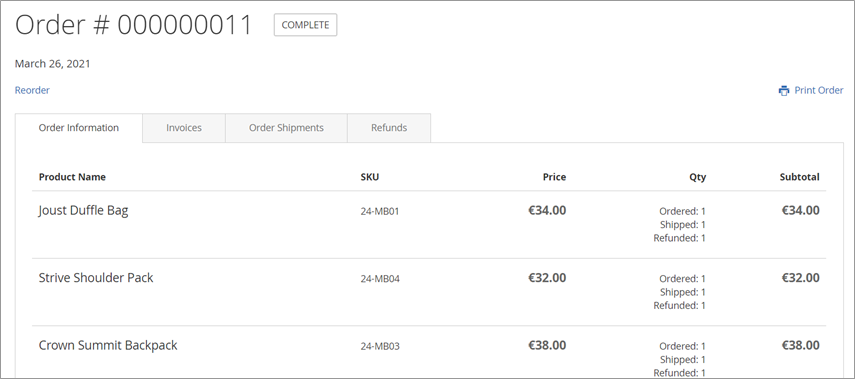 Order # 000000011 COMPLETE
March 26, 2021
Reorder Print Order
Order Information Invoices Order Shipments Refunds
Product Name SKU Price Qty Subtotal
Joust Duffle Bag 24-MB01 €34.00 Ordered: 1 €34.00
Shipped: 1
Refunded: 1
Strive Shoulder Pack 24-MB04 €32.00 Ordered: 1 €32.00
Shipped: 1
Refunded: 1
Crown Summit Backpack 24-MB03 €38.00 Ordered: 1 €38.00
Shipped: 1
Refunded: 1